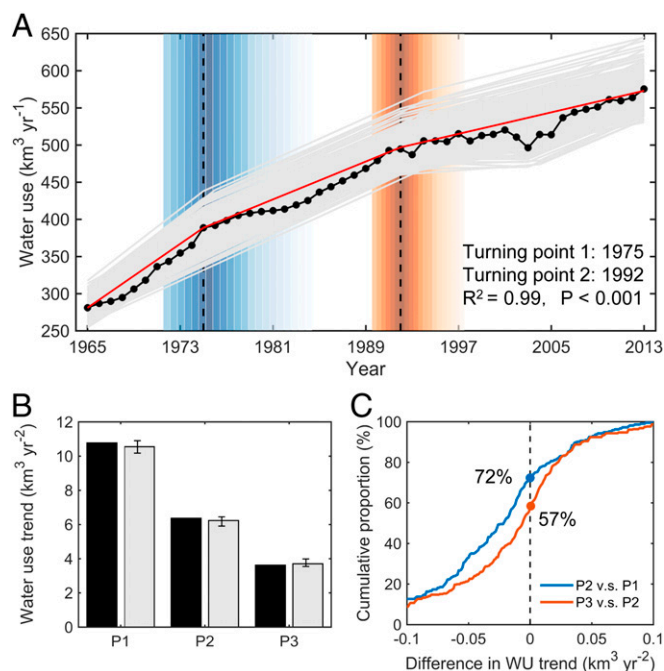 A
650
600
550
500
450
400
350
300
250
Water use (km³ yr⁻¹)
Turning point 1: 1975
Turning point 2: 1992
R² = 0.99, P < 0.001
1965 1973 1981 1989 1997 2005 2013
Year
B
12
10
8
6
4
2
0
Water use trend (km³ yr⁻²)
P1 P2 P3
C
100
80
60
40
20
0
Cumulative proportion (%)
72%
57%
P2 v.s. P1
P3 v.s. P2
-0.1 -0.05 0 0.05 0.1
Difference in WU trend (km³ yr⁻²)